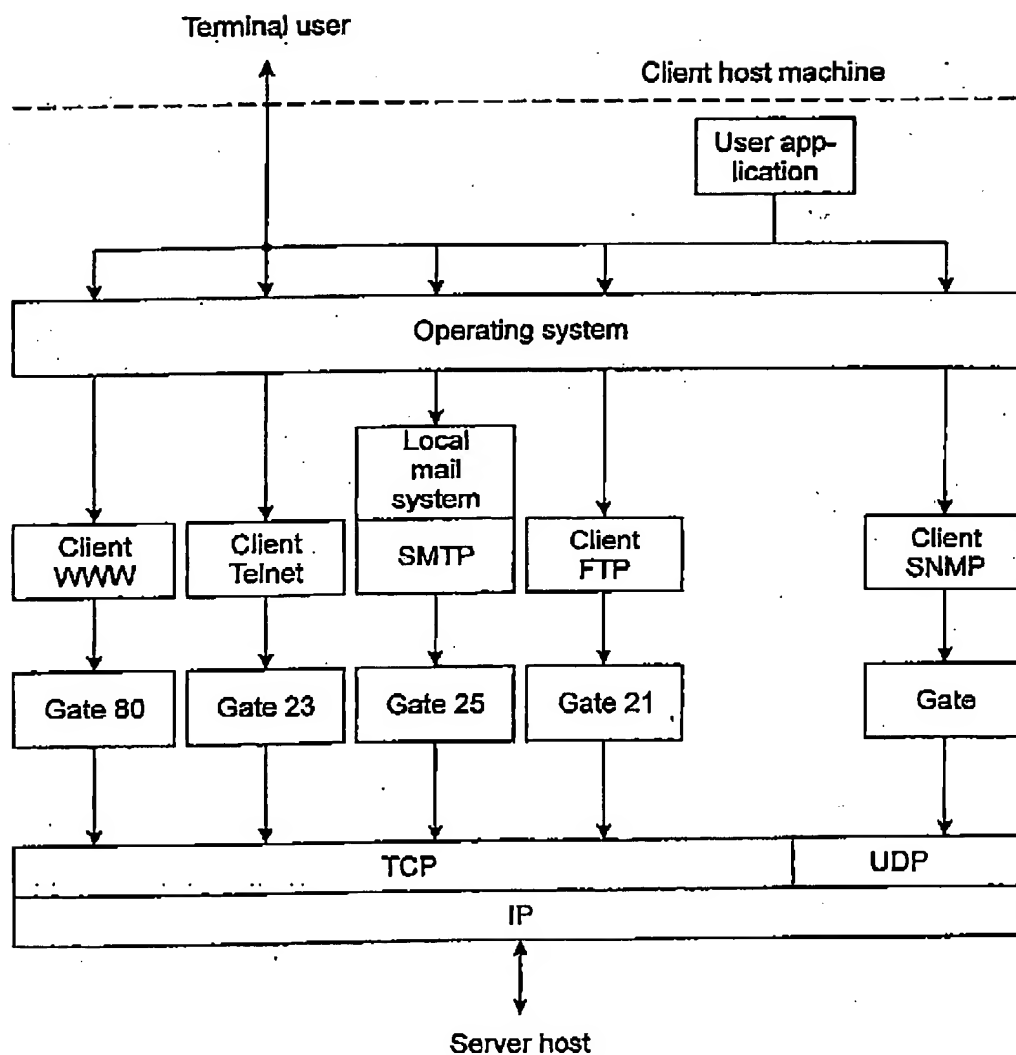 Terminal user
Client host machine
User app-
lication
Operating system
Local
mail
system
Client
WWW
Client
Telnet
SMTP
Client
FTP
Client
SNMP
Gate 80
Gate 23
Gate 25
Gate 21
Gate
TCP
UDP
IP
Server host